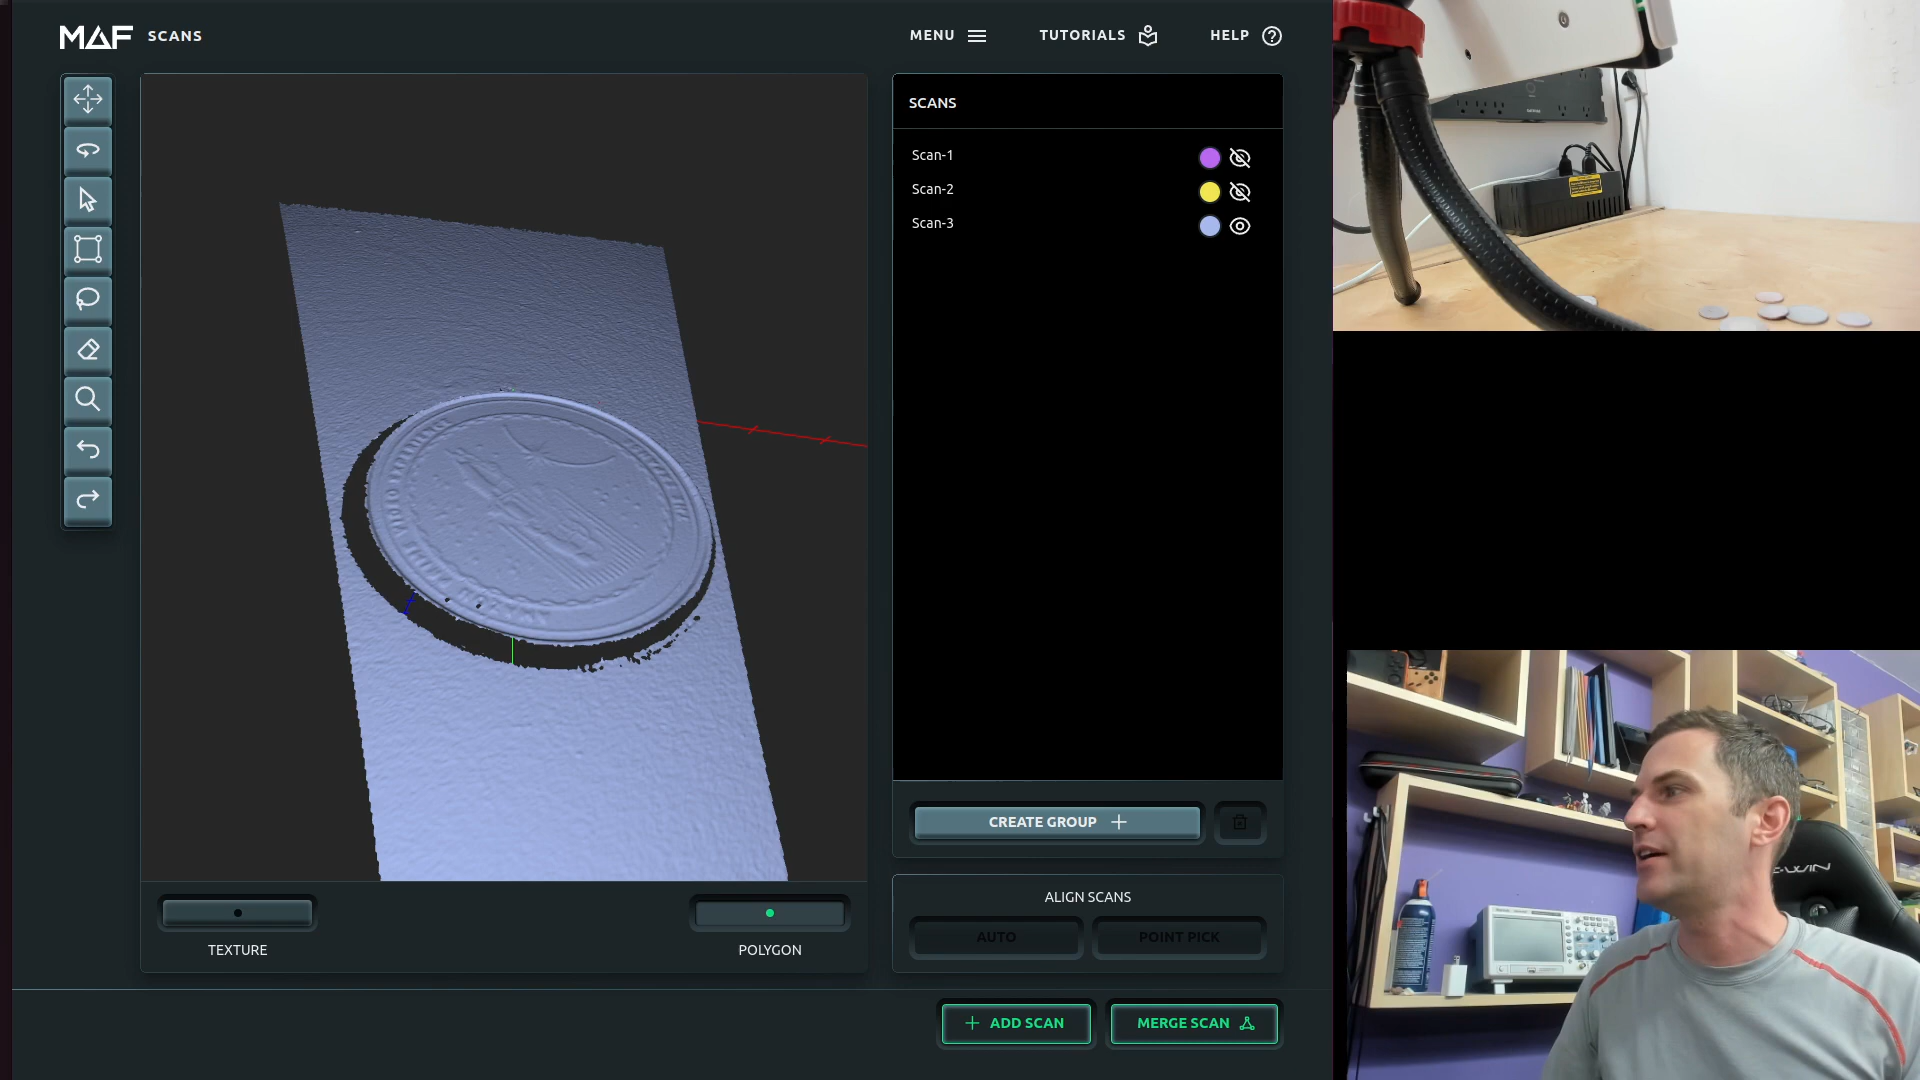 MAF SCANS
MENU
TUTORIALS
HELP
SCANS
Scan-1
Scan-2
Scan-3
CREATE GROUP
ALIGN SCANS
AUTO
POINT PICK
TEXTURE
POLYGON
ADD SCAN
MERGE SCAN